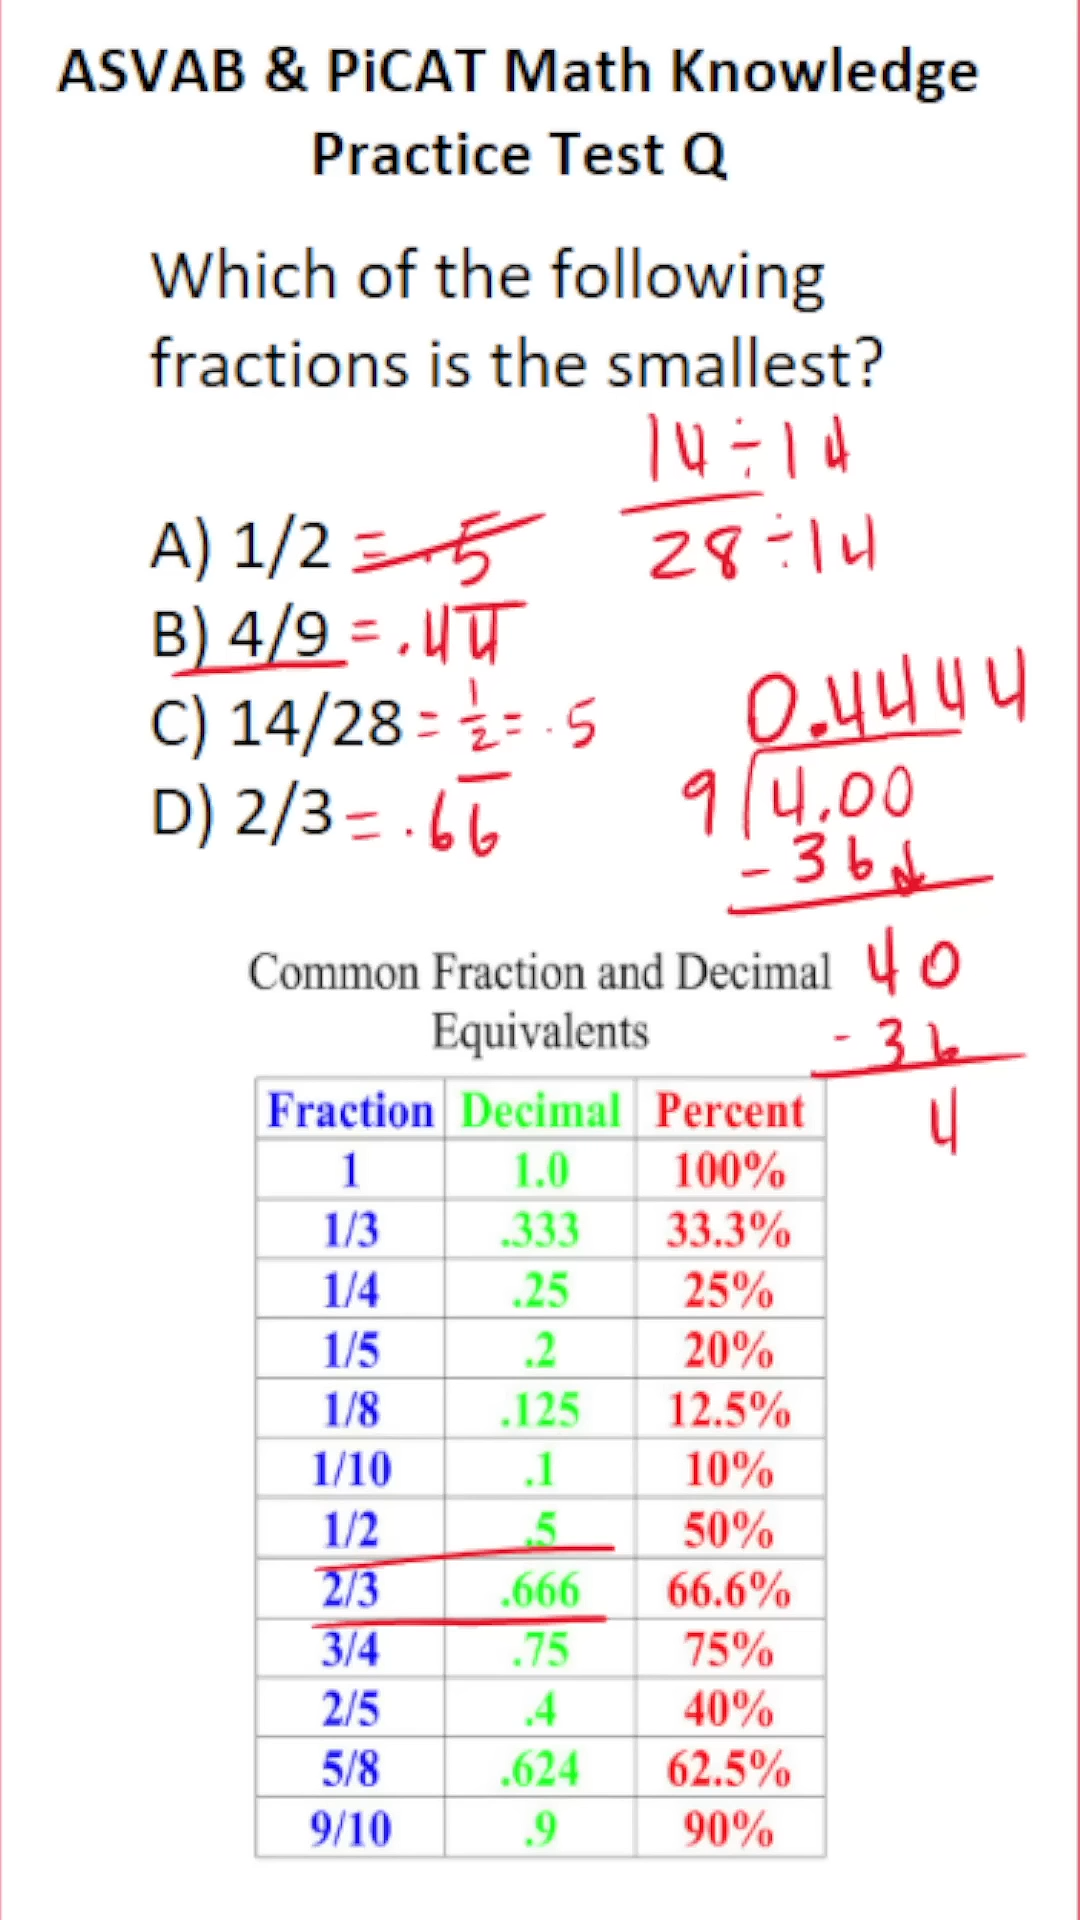 ASVAB & PiCAT Math Knowledge
Practice Test Q
Which of the following
fractions is the smallest?
14÷14
28÷14
A) 1/2 = .5
B) 4/9 = .44
C) 14/28 = 1/2 = .5
D) 2/3 = .66
0.4444
9 4.00
- 36
40
- 36
4
Common Fraction and Decimal
Equivalents
Fraction Decimal Percent
1 1.0 100%
1/3 .333 33.3%
1/4 .25 25%
1/5 .2 20%
1/8 .125 12.5%
1/10 .1 10%
1/2 .5 50%
2/3 .666 66.6%
3/4 .75 75%
2/5 .4 40%
5/8 .624 62.5%
9/10 .9 90%